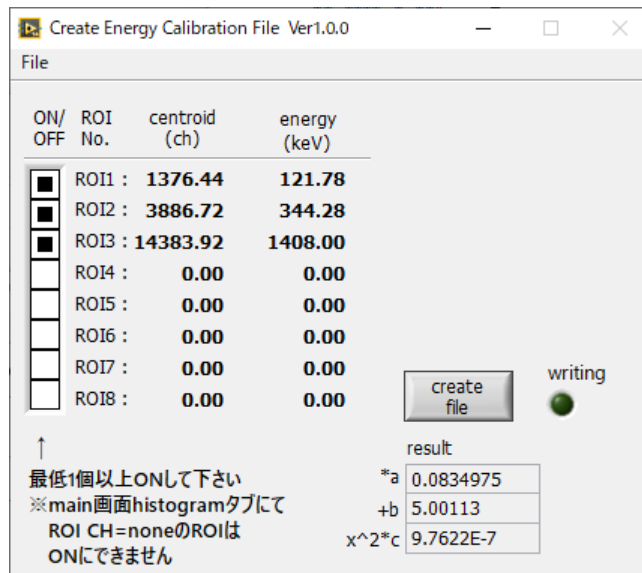 Create Energy Calibration File Ver1.0.0
File
ON/ OFF ROI No. centroid (ch) energy (keV)
ROI1 : 1376.44 121.78
ROI2 : 3886.72 344.28
ROI3 : 14383.92 1408.00
ROI4 : 0.00 0.00
ROI5 : 0.00 0.00
ROI6 : 0.00 0.00
ROI7 : 0.00 0.00
ROI8 : 0.00 0.00
create
file
writing
↑
最低1個以上ONして下さい
※main画面histogramタブにて
ROI CH=noneのROIは
ONにできません
result
*a 0.0834975
+b 5.00113
x^2*c 9.7622E-7